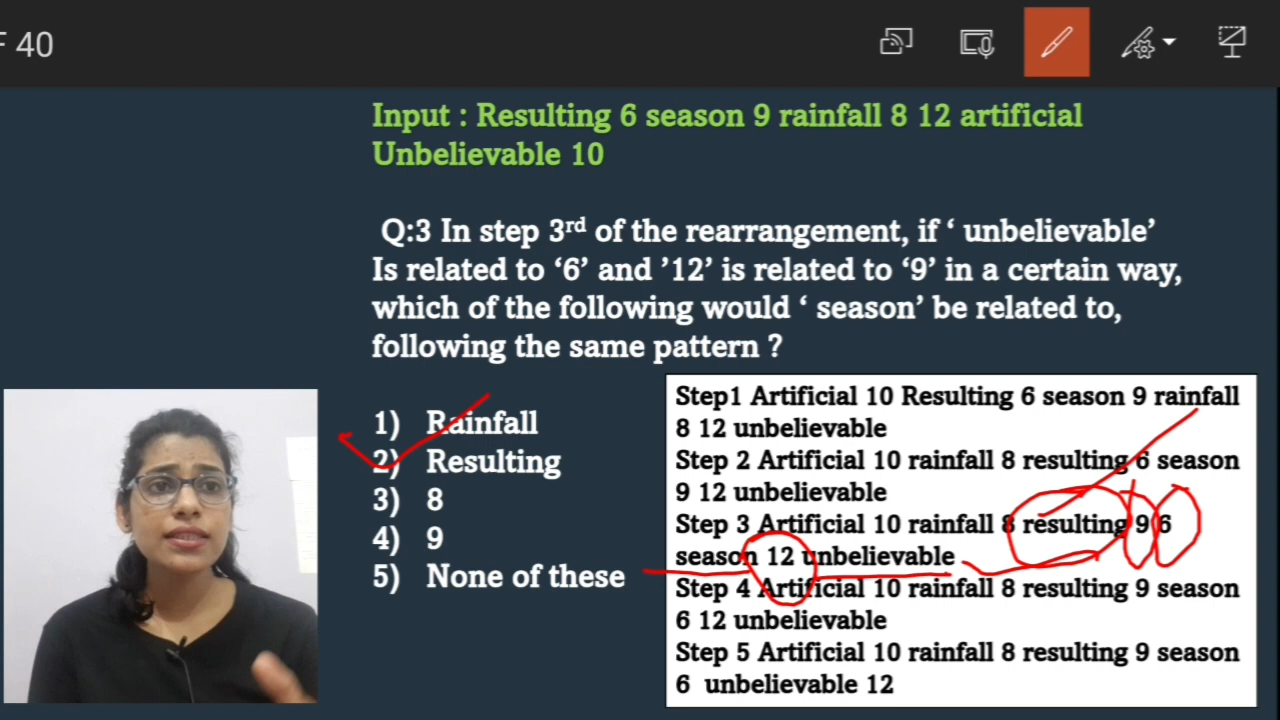 F 40
Input : Resulting 6 season 9 rainfall 8 12 artificial
Unbelievable 10
Q:3 In step 3rd of the rearrangement, if ‘ unbelievable’
Is related to ‘6’ and ’12’ is related to ‘9’ in a certain way,
which of the following would ‘ season’ be related to,
following the same pattern ?
1) Rainfall
2) Resulting
3) 8
4) 9
5) None of these
Step1 Artificial 10 Resulting 6 season 9 rainfall
8 12 unbelievable
Step 2 Artificial 10 rainfall 8 resulting 6 season
9 12 unbelievable
Step 3 Artificial 10 rainfall 8 resulting 9 6
season 12 unbelievable
Step 4 Artificial 10 rainfall 8 resulting 9 season
6 12 unbelievable
Step 5 Artificial 10 rainfall 8 resulting 9 season
6 unbelievable 12